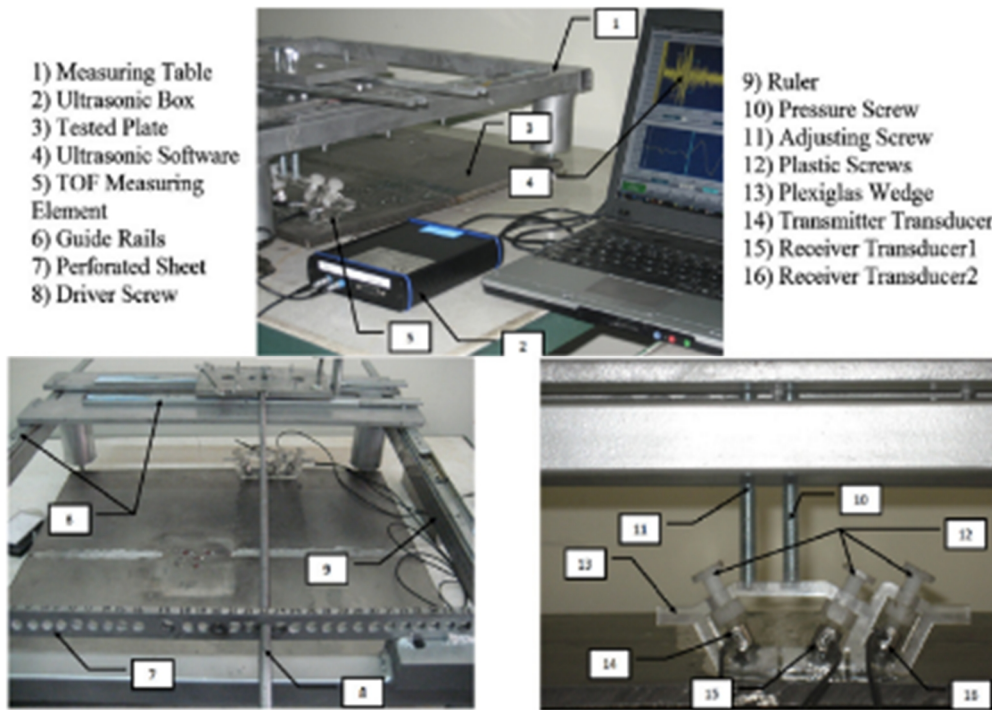 1) Measuring Table
2) Ultrasonic Box
3) Tested Plate
4) Ultrasonic Software
5) TOF Measuring
Element
6) Guide Rails
7) Perforated Sheet
8) Driver Screw
9) Ruler
10) Pressure Screw
11) Adjusting Screw
12) Plastic Screws
13) Plexiglas Wedge
14) Transmitter Transducer
15) Receiver Transducer1
16) Receiver Transducer2
1
3
4
5
2
6
9
7
8
11
10
12
13
14
15
16